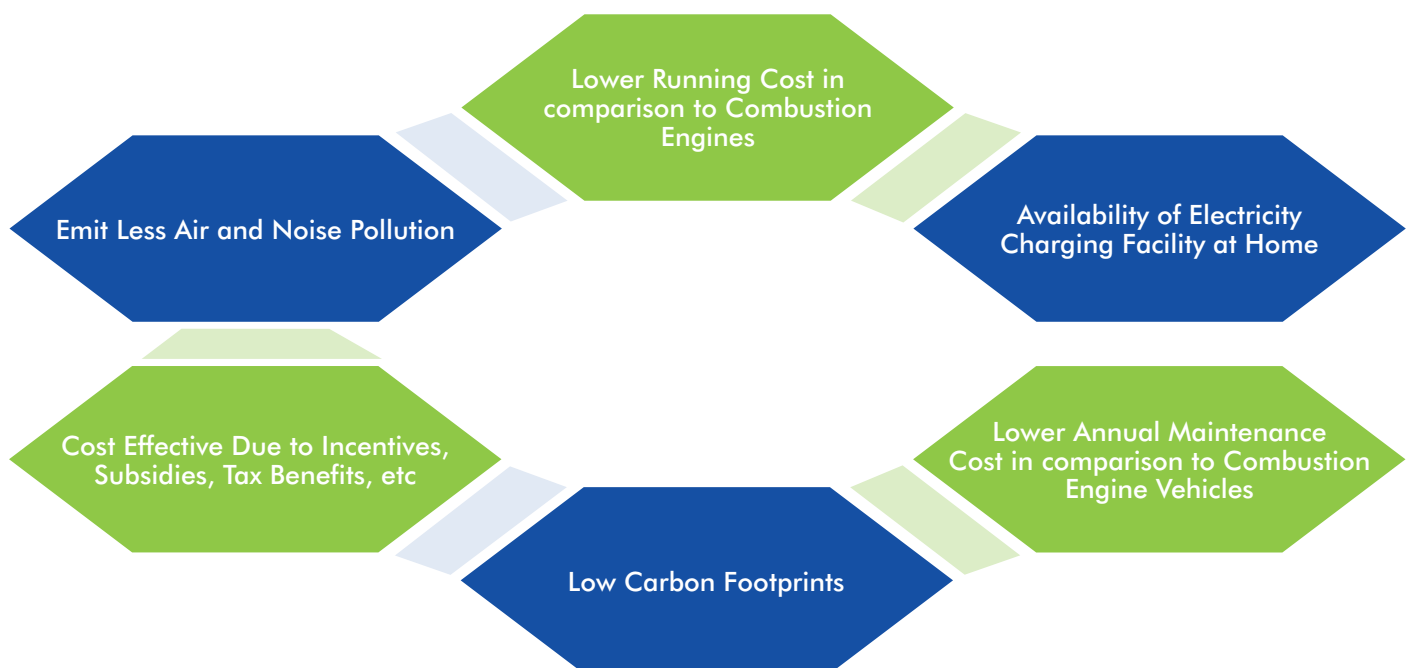 Lower Running Cost in
comparison to Combustion
Engines
Emit Less Air and Noise Pollution
Availability of Electricity
Charging Facility at Home
Cost Effective Due to Incentives,
Subsidies, Tax Benefits, etc
Lower Annual Maintenance
Cost in comparison to Combustion
Engine Vehicles
Low Carbon Footprints